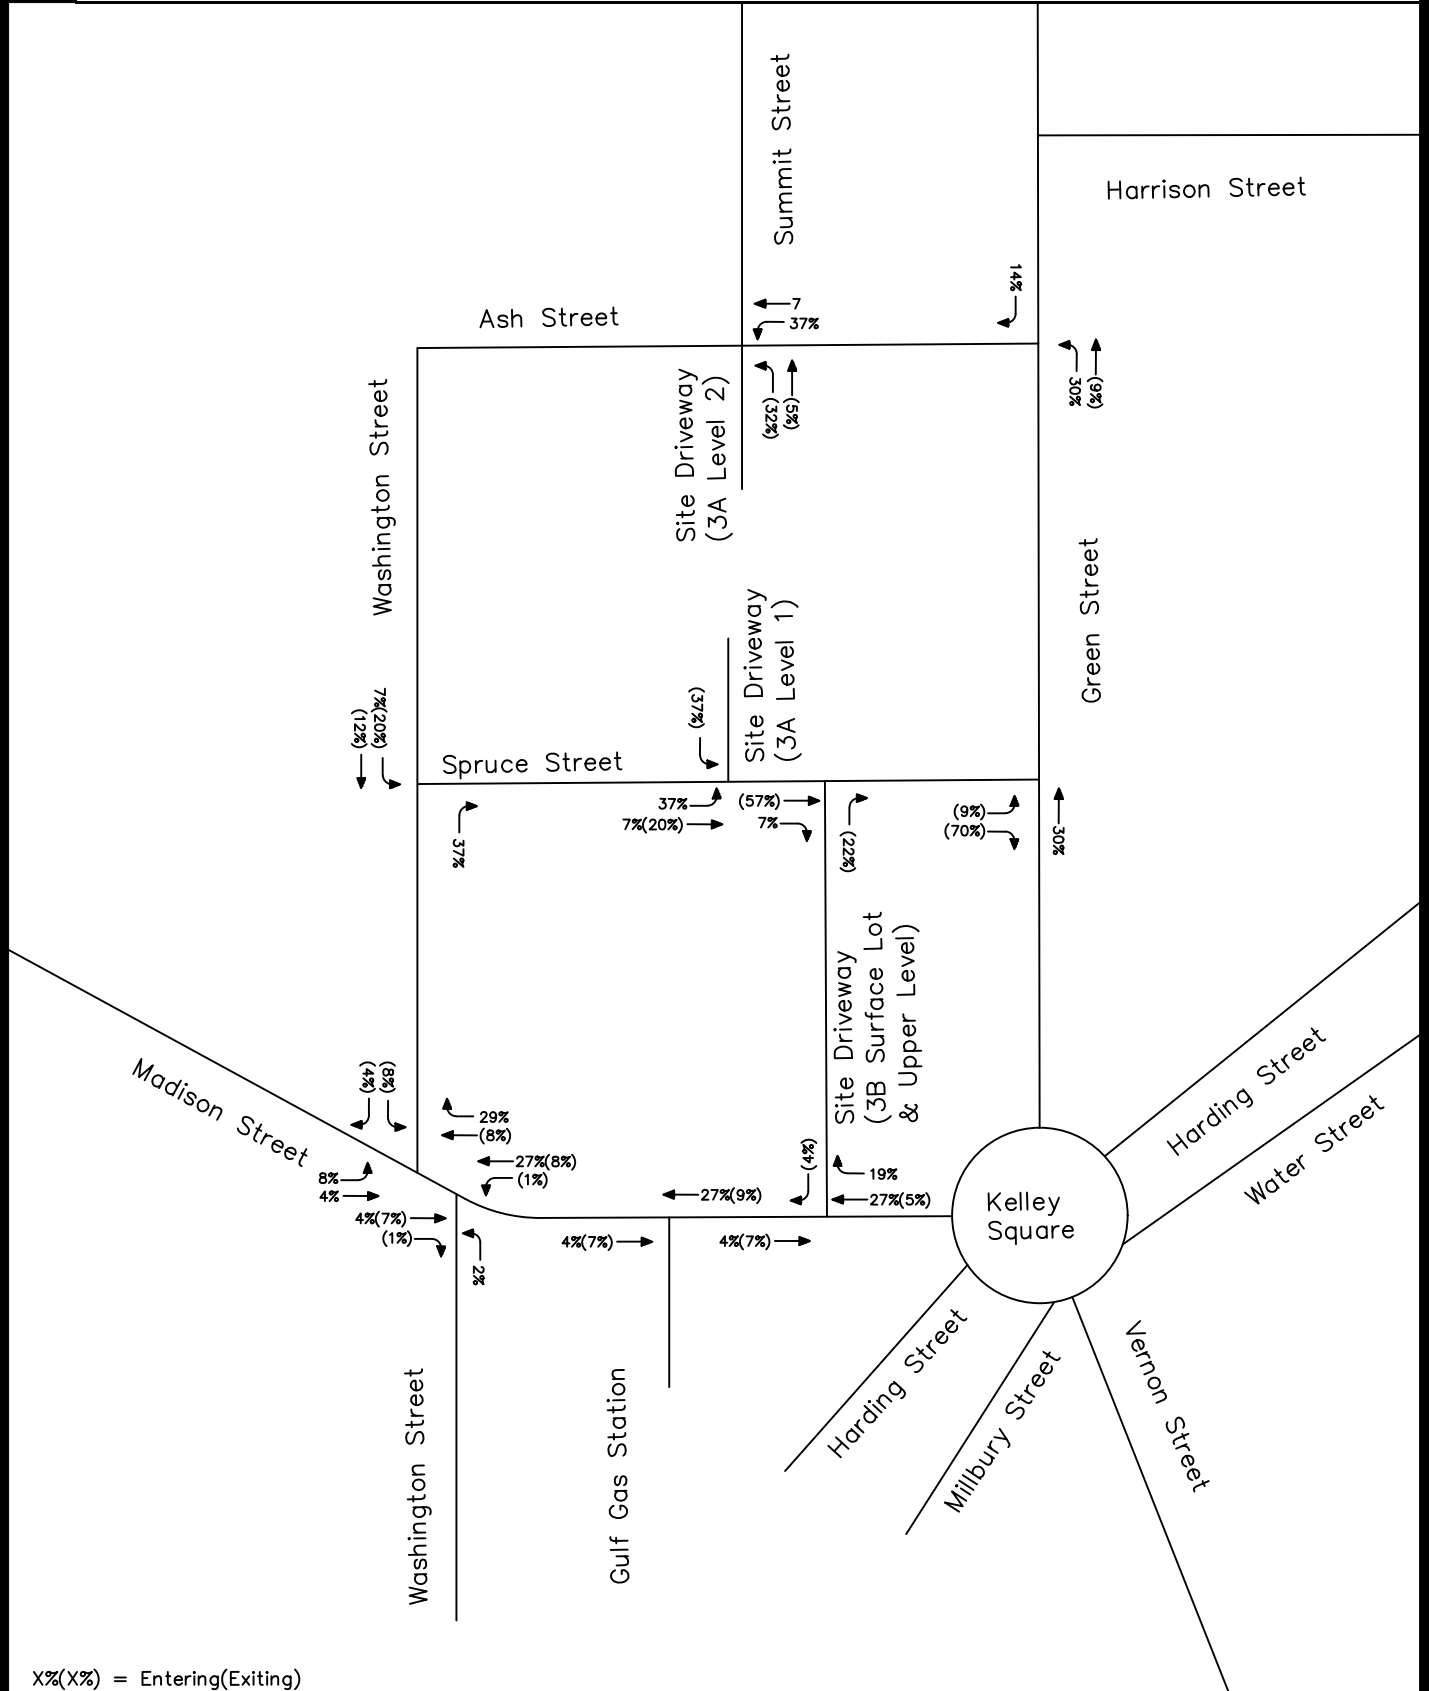 Summit Street
Harrison Street
14%
7
37%
Ash Street
30%
(9%)
(32%)
(5%)
Site Driveway
(3A Level 2)
Washington Street
Green Street
Site Driveway
(3A Level 1)
(12%)
7%(20%)
(37%)
Spruce Street
37%
37%
7%(20%)
(57%)
7%
(22%)
(9%)
(70%)
30%
Site Driveway
(3B Surface Lot
& Upper Level)
Madison Street
(4%)
(8%)
29%
(8%)
27%(8%)
(1%)
8%
4%
4%(7%)
(1%)
2%
27%(9%)
(4%)
19%
27%(5%)
4%(7%)
4%(7%)
Kelley
Square
Harding Street
Water Street
Harding Street
Millbury Street
Vernon Street
Washington Street
Gulf Gas Station
X%(X%) = Entering(Exiting)